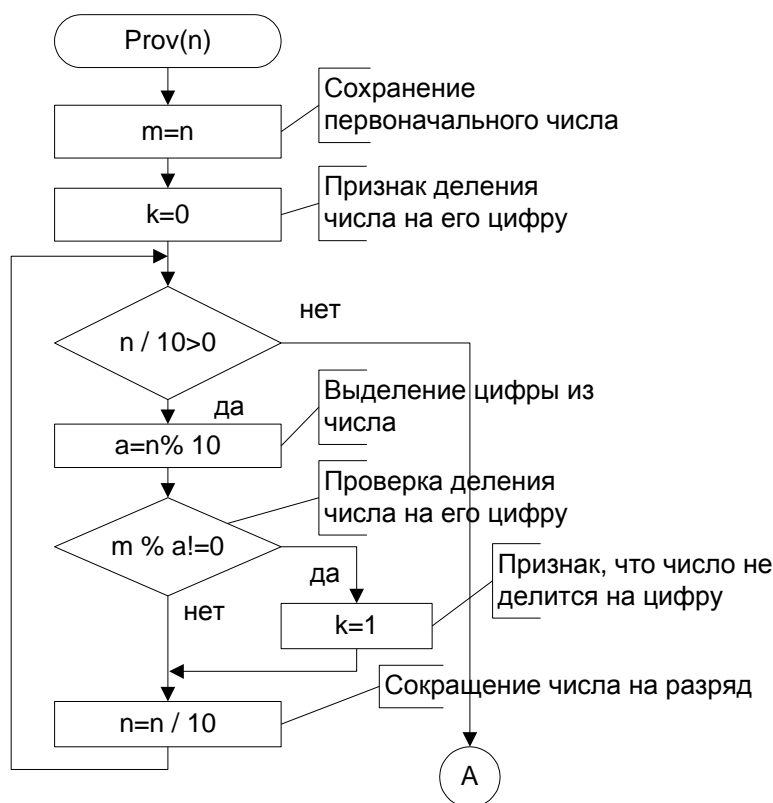 Prov(n)
Сохранение
первоначального числа
m=n
Признак деления
числа на его цифру
k=0
нет
n / 10>0
Выделение цифры из
числа
да
a=n% 10
Проверка деления
числа на его цифру
m % a!=0
да
Признак, что число не
делится на цифру
нет
k=1
Сокращение числа на разряд
n=n / 10
А